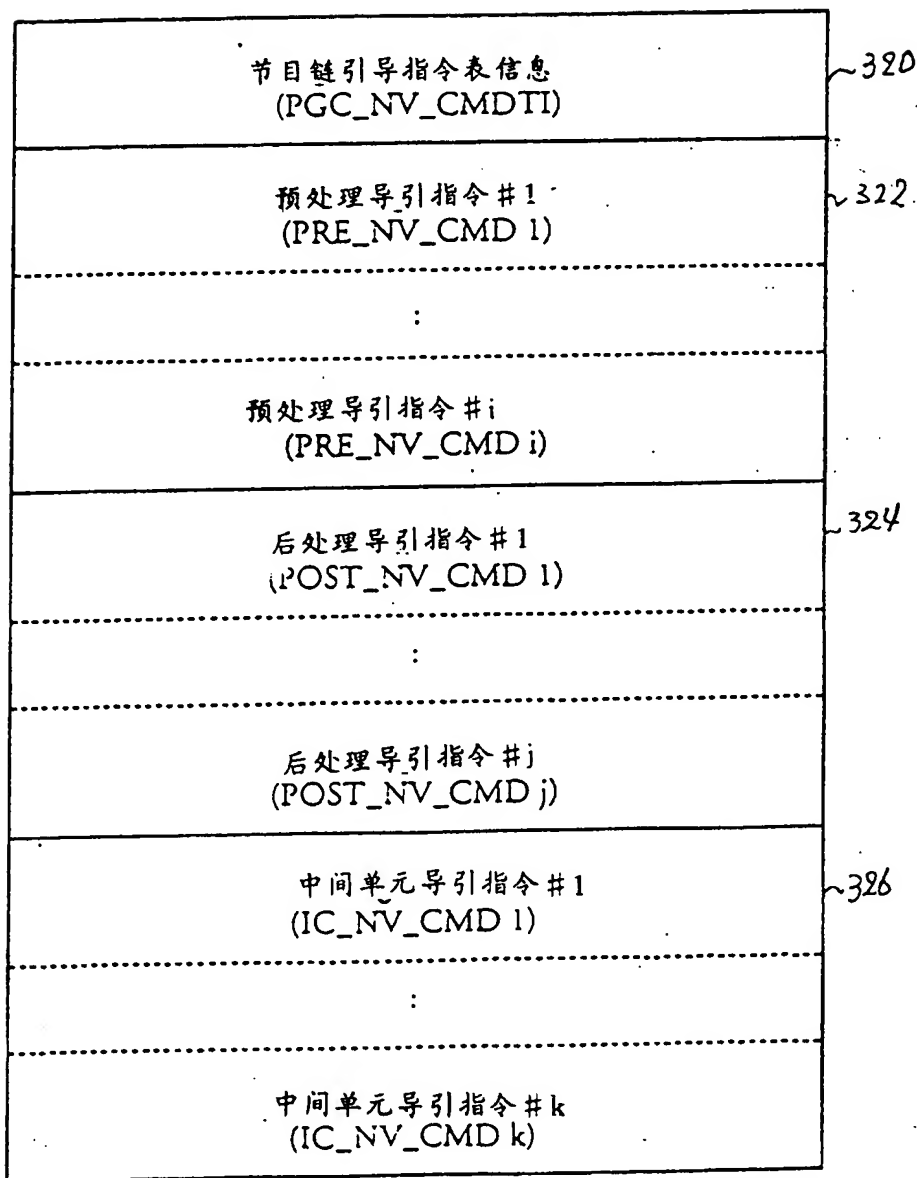 节目链引导指令表信息
(PGC_NV_CMDTI)
320
预处理导引指令#1
(PRE_NV_CMD 1)
322
:
预处理导引指令#i
(PRE_NV_CMD i)
后处理导引指令#1
(POST_NV_CMD 1)
324
:
后处理导引指令#j
(POST_NV_CMD j)
中间单元导引指令#1
(IC_NV_CMD 1)
326
:
中间单元导引指令#k
(IC_NV_CMD k)